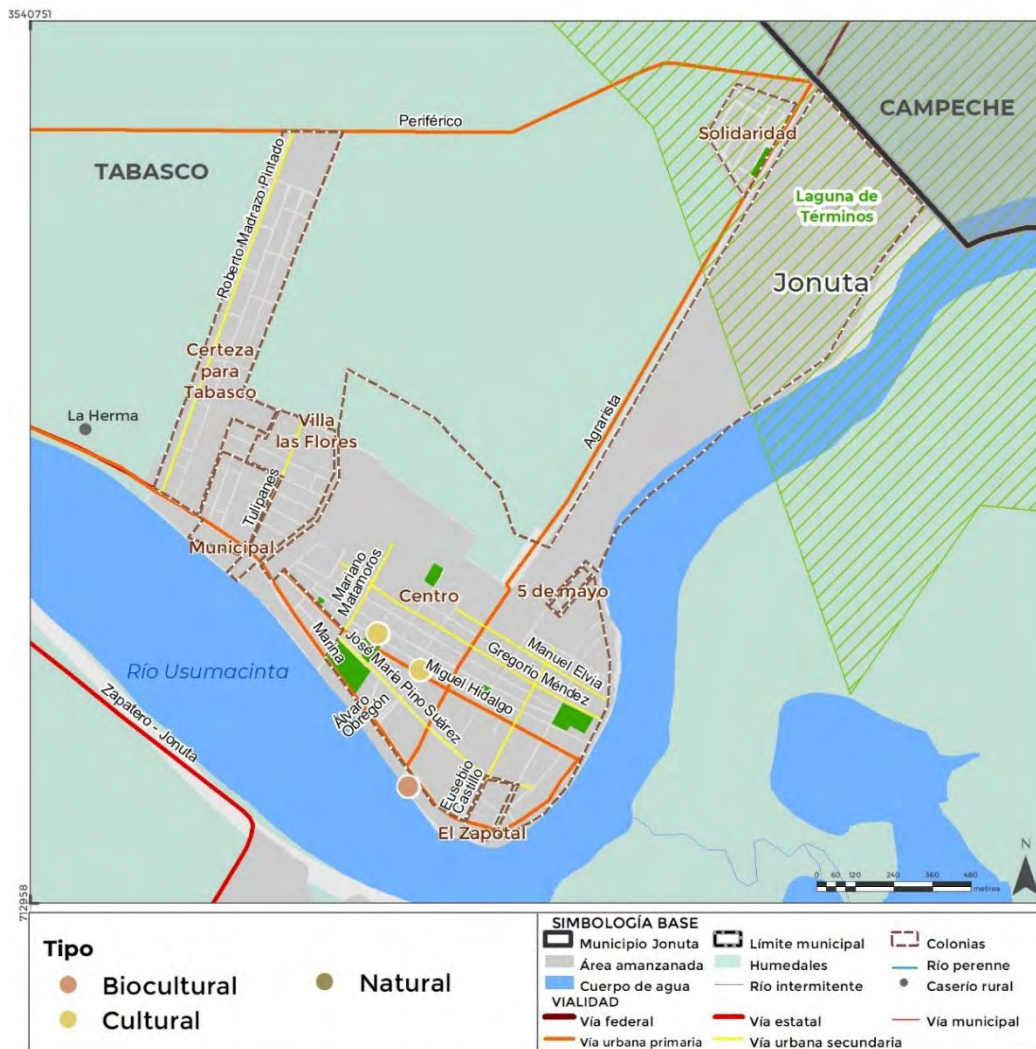 3540751
CAMPECHE
Periférico
Solidaridad
TABASCO
Laguna de
Términos
Roberto Madrazo Pintado
Jonuta
Certeza
para
Tabasco
La Herma
Villa
las Flores
Agrarista
Tulipanes
Municipal
Mariano
Matamoros
Centro
5 de mayo
Manuel Elvia
Gregorio Méndez
Marina
José María Pino Suárez
Miguel Hidalgo
Río Usumacinta
Álvaro
Obregón
Zapatero - Jonuta
Eusebio
Castillo
El Zapotal
N
0 60 120 240 360 480
metros
712958
Tipo
Biocultural
Natural
Cultural
SIMBOLOGÍA BASE
Municipio Jonuta
Límite municipal
Colonias
Área amanzanada
Humedales
Río perenne
Cuerpo de agua
Río intermitente
Caserío rural
VIALIDAD
Vía federal
Vía estatal
Vía municipal
Vía urbana primaria
Vía urbana secundaria